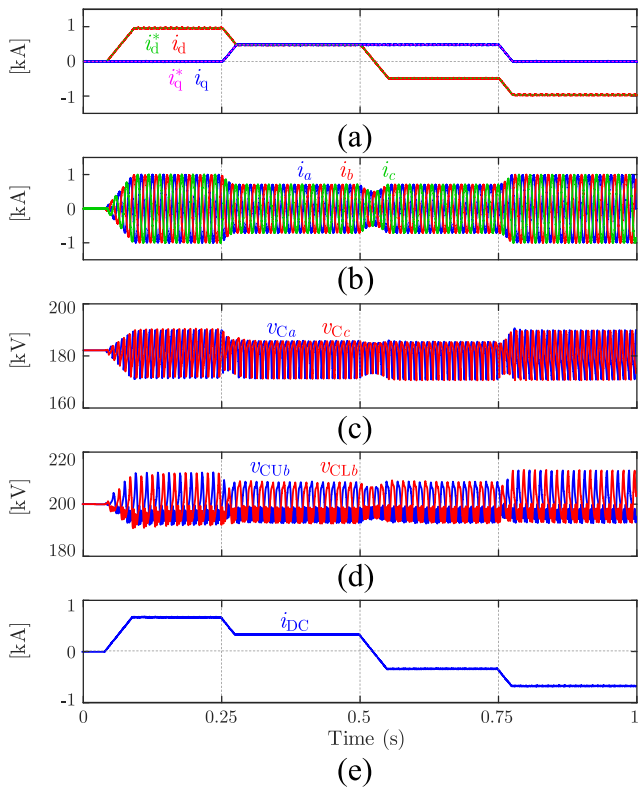 1
[kA]
0
-1
i*d id
i*q iq
(a)
1
[kA]
0
-1
ia ib ic
(b)
200
[kV]
180
160
vCa vCc
(c)
220
[kV]
200
180
vCUb vCLb
(d)
1
[kA]
0
-1
iDC
0 0.25 0.5 0.75 1
Time (s)
(e)